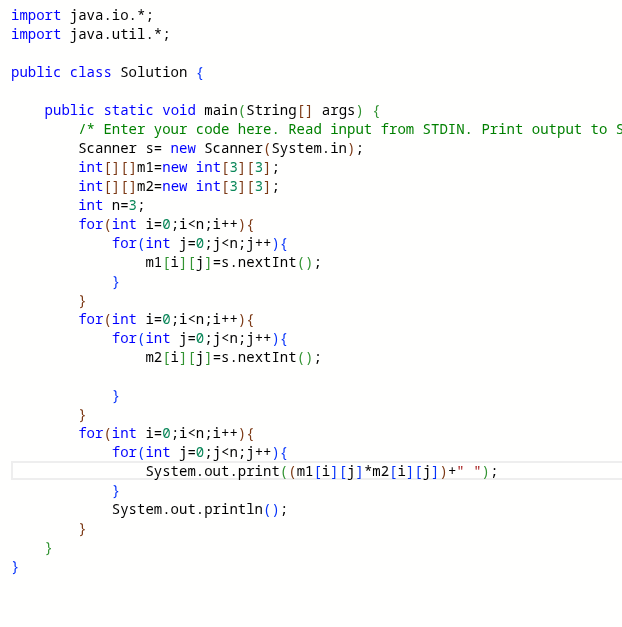 import java.io.*;
import java.util.*;

public class Solution {

    public static void main(String[] args) {
        /* Enter your code here. Read input from STDIN. Print output to S
        Scanner s= new Scanner(System.in);
        int[][]m1=new int[3][3];
        int[][]m2=new int[3][3];
        int n=3;
        for(int i=0;i<n;i++){
            for(int j=0;j<n;j++){
                m1[i][j]=s.nextInt();
            }
        }
        for(int i=0;i<n;i++){
            for(int j=0;j<n;j++){
                m2[i][j]=s.nextInt();

            }
        }
        for(int i=0;i<n;i++){
            for(int j=0;j<n;j++){
                System.out.print((m1[i][j]*m2[i][j])+" ");
            }
            System.out.println();
        }
    }
}